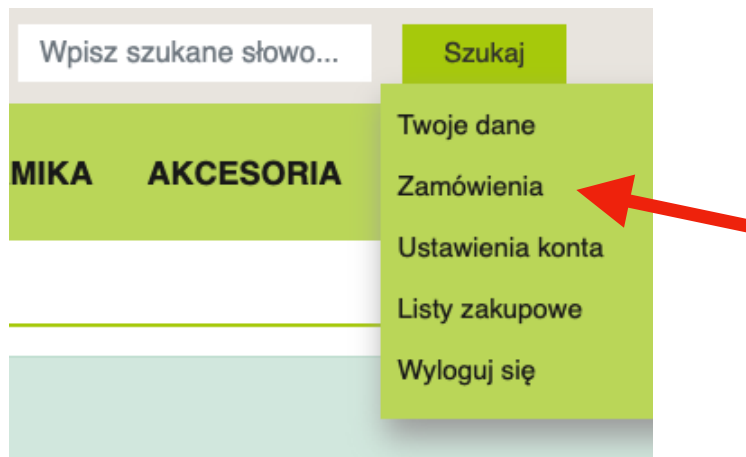 Wpisz szukane słowo...
Szukaj
MIKA AKCESORIA
Twoje dane
Zamówienia
Ustawienia konta
Listy zakupowe
Wyloguj się